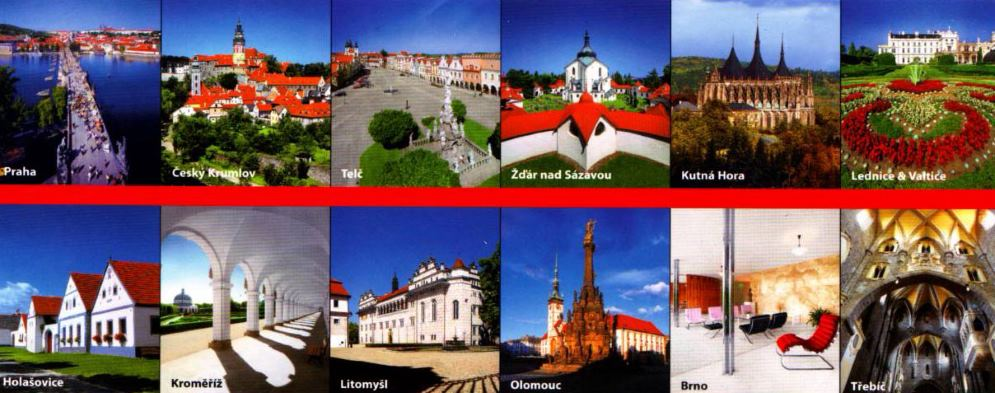 Praha
Český Krumlov
Telč
Žďár nad Sázavou
Kutná Hora
Lednice & Valtice
Holašovice
Kroměříž
Litomyšl
Olomouc
Brno
Třebíč